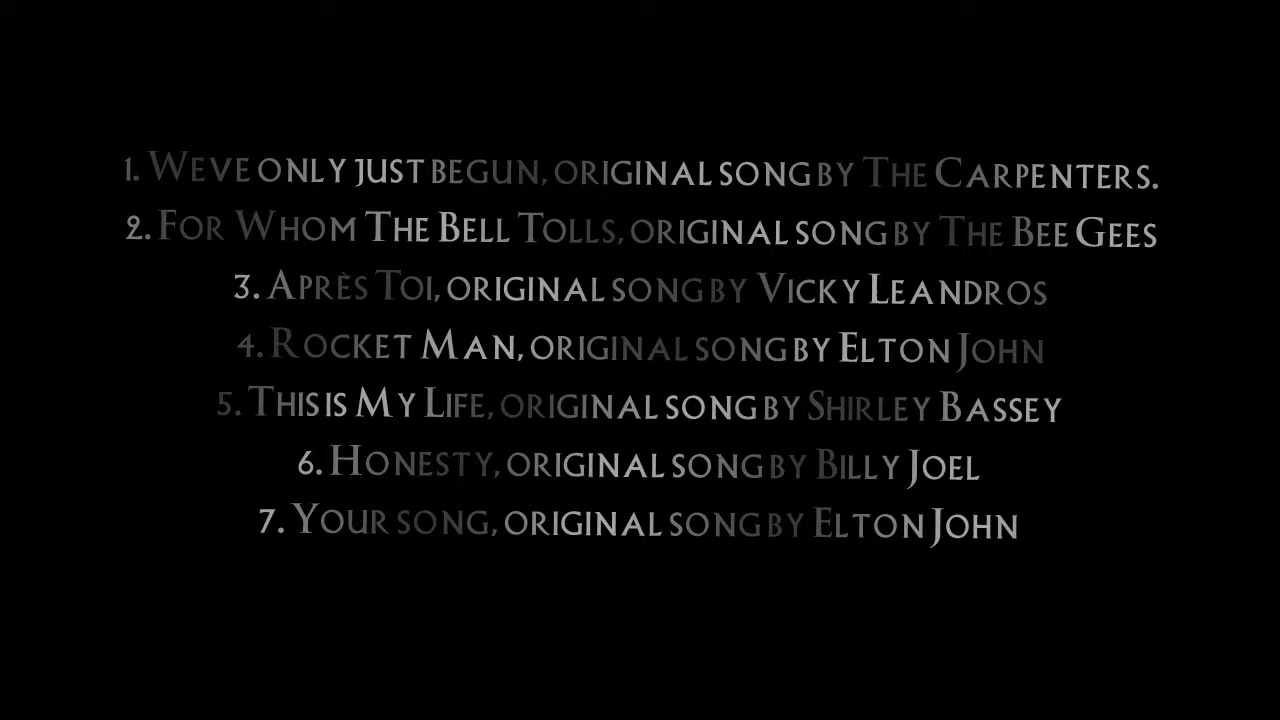 1. Weve only just begun, original song by The Carpenters.
2. For Whom The Bell Tolls, original song by The Bee Gees
3. Après Toi, original song by Vicky Leandros
4. Rocket Man, original song by Elton John
5. This is My Life, original song by Shirley Bassey
6. Honesty, original song by Billy Joel
7. Your song, original song by Elton John